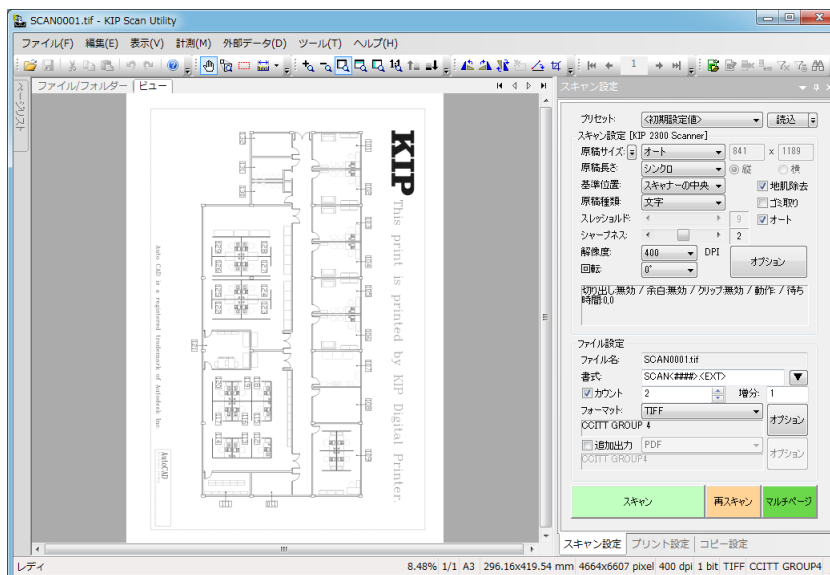 SCAN0001.tif - KIP Scan Utility
ファイル(F) 編集(E) 表示(V) 計測(M) 外部データ(D) ツール(T) ヘルプ(H)
1
ページリスト
ファイル/フォルダー ビュー
KIP
This print is printed by KIP Digital Printer.
Auto CAD is a registered trademark of Autodesk Inc.
AutoCAD
スキャン設定
プリセット: <初期設定値> 読込
スキャン設定 [KIP 2300 Scanner]
原稿サイズ: オート 841 x 1189
原稿長さ: シンクロ 縦 横
基準位置: スキャナーの中央 地肌除去
原稿種類: 文字 ゴミ取り
スレッショルド: 9 オート
シャープネス: 2
解像度: 400 DPI オプション
回転: 0°
切り出し:無効 / 余白:無効 / クリップ:無効 / 動作: / 待ち
時間:0.0
ファイル設定
ファイル名: SCAN0001.tif
書式: SCAN<####>.<EXT>
カウント 2 増分: 1
フォーマット: TIFF オプション
CCITT GROUP 4
追加出力 PDF オプション
CCITT GROUP4
スキャン 再スキャン マルチページ
スキャン設定 プリント設定 コピー設定
レディ 8.48% 1/1 A3 296.16x419.54 mm 4664x6607 pixel 400 dpi 1 bit TIFF CCITT GROUP4